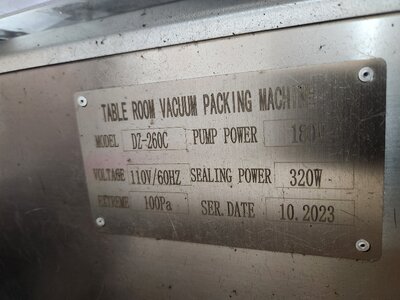 TABLE ROOM VACUUM PACKING MACHINE
MODEL DZ-260C PUMP POWER 180W
VOLTAGE 110V/60HZ SEALING POWER 320W
EXTREME 100Pa SER. DATE 10.2023